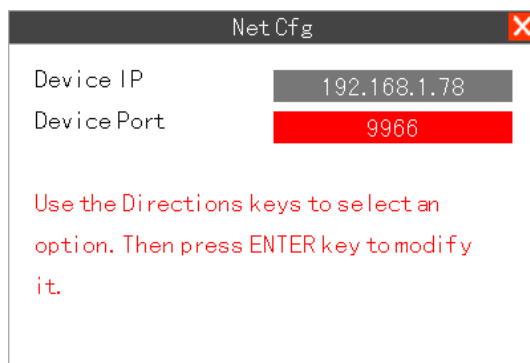 Net Cfg
Device IP 192.168.1.78
Device Port 9966
Use the Directions keys to select an
option. Then press ENTER key to modify
it.